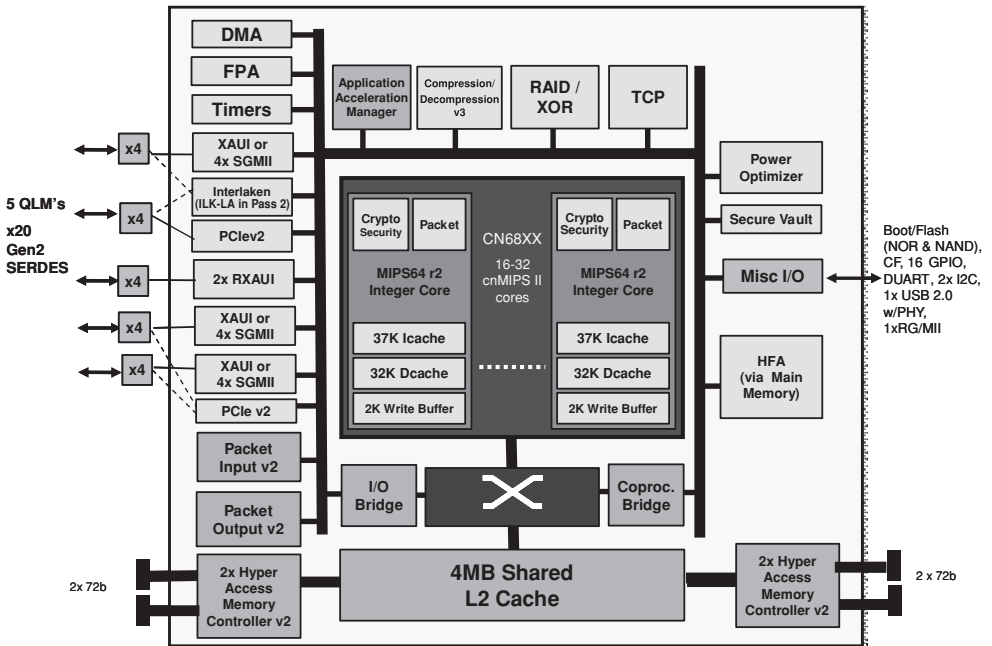 DMA
FPA
Timers
XAUI or
4x SGMII
Interlaken
(ILK-LA in Pass 2)
PCIev2
2x RXAUI
XAUI or
4x SGMII
XAUI or
4x SGMII
PCIe v2
Packet
Input v2
Packet
Output v2
x4
x4
x4
x4
x4
5 QLM's
x20
Gen2
SERDES
Application
Acceleration
Manager
Compression/
Decompression
v3
RAID /
XOR
TCP
Crypto
Security
Packet
MIPS64 r2
Integer Core
37K Icache
32K Dcache
2K Write Buffer
CN68XX
16-32
cnMIPS II
cores
Crypto
Security
Packet
MIPS64 r2
Integer Core
37K Icache
32K Dcache
2K Write Buffer
Power
Optimizer
Secure Vault
Misc I/O
HFA
(via Main
Memory)
Boot/Flash
(NOR & NAND),
CF, 16 GPIO,
DUART, 2x I2C,
1x USB 2.0
w/PHY,
1xRG/MII
I/O
Bridge
Coproc.
Bridge
2x 72b
2x Hyper
Access
Memory
Controller v2
4MB Shared
L2 Cache
2x Hyper
Access
Memory
Controller v2
2 x 72b